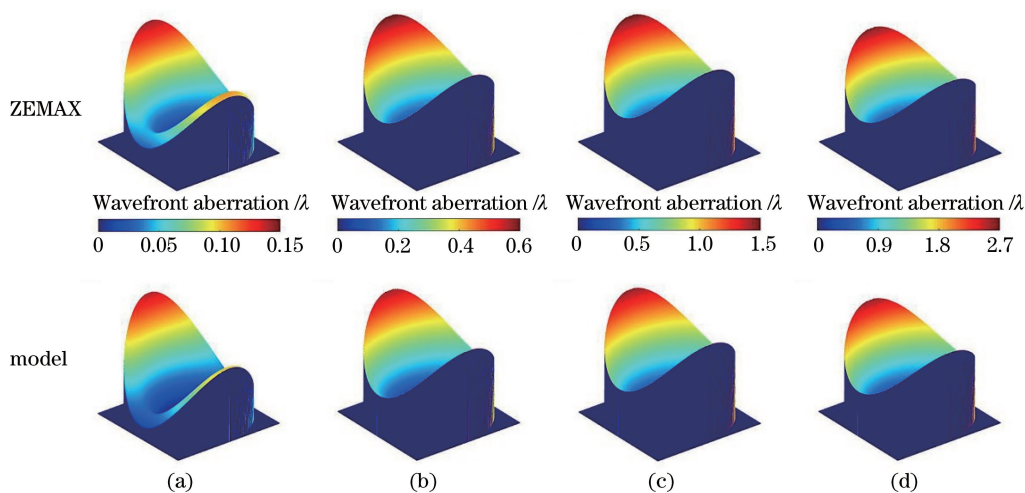 ZEMAX
Wavefront aberration /λ Wavefront aberration /λ Wavefront aberration /λ Wavefront aberration /λ
0 0.05 0.10 0.15 0 0.2 0.4 0.6 0 0.5 1.0 1.5 0 0.9 1.8 2.7
model
(a) (b) (c) (d)